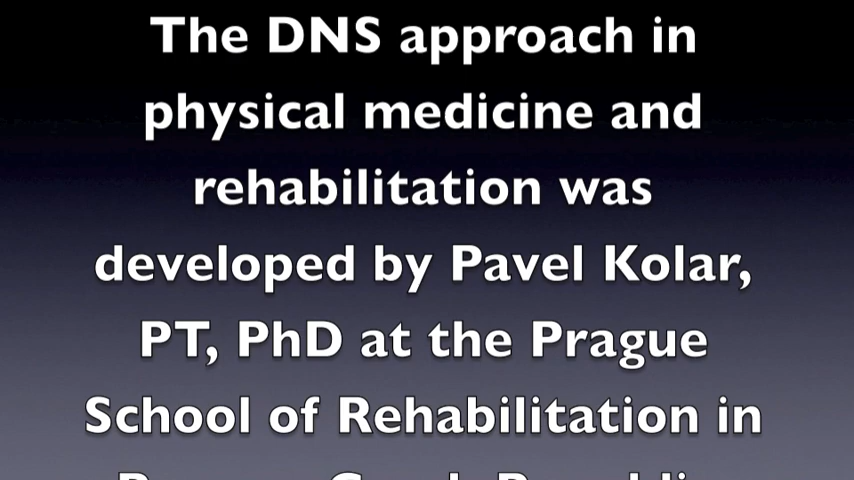 The DNS approach in
physical medicine and
rehabilitation was
developed by Pavel Kolar,
PT, PhD at the Prague
School of Rehabilitation in